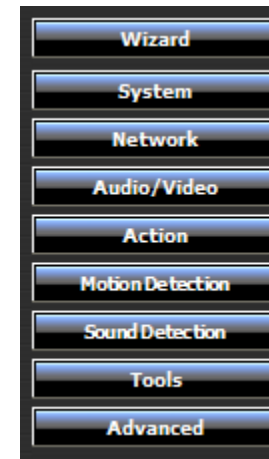 Wizard
System
Network
Audio/Video
Action
Motion Detection
Sound Detection
Tools
Advanced